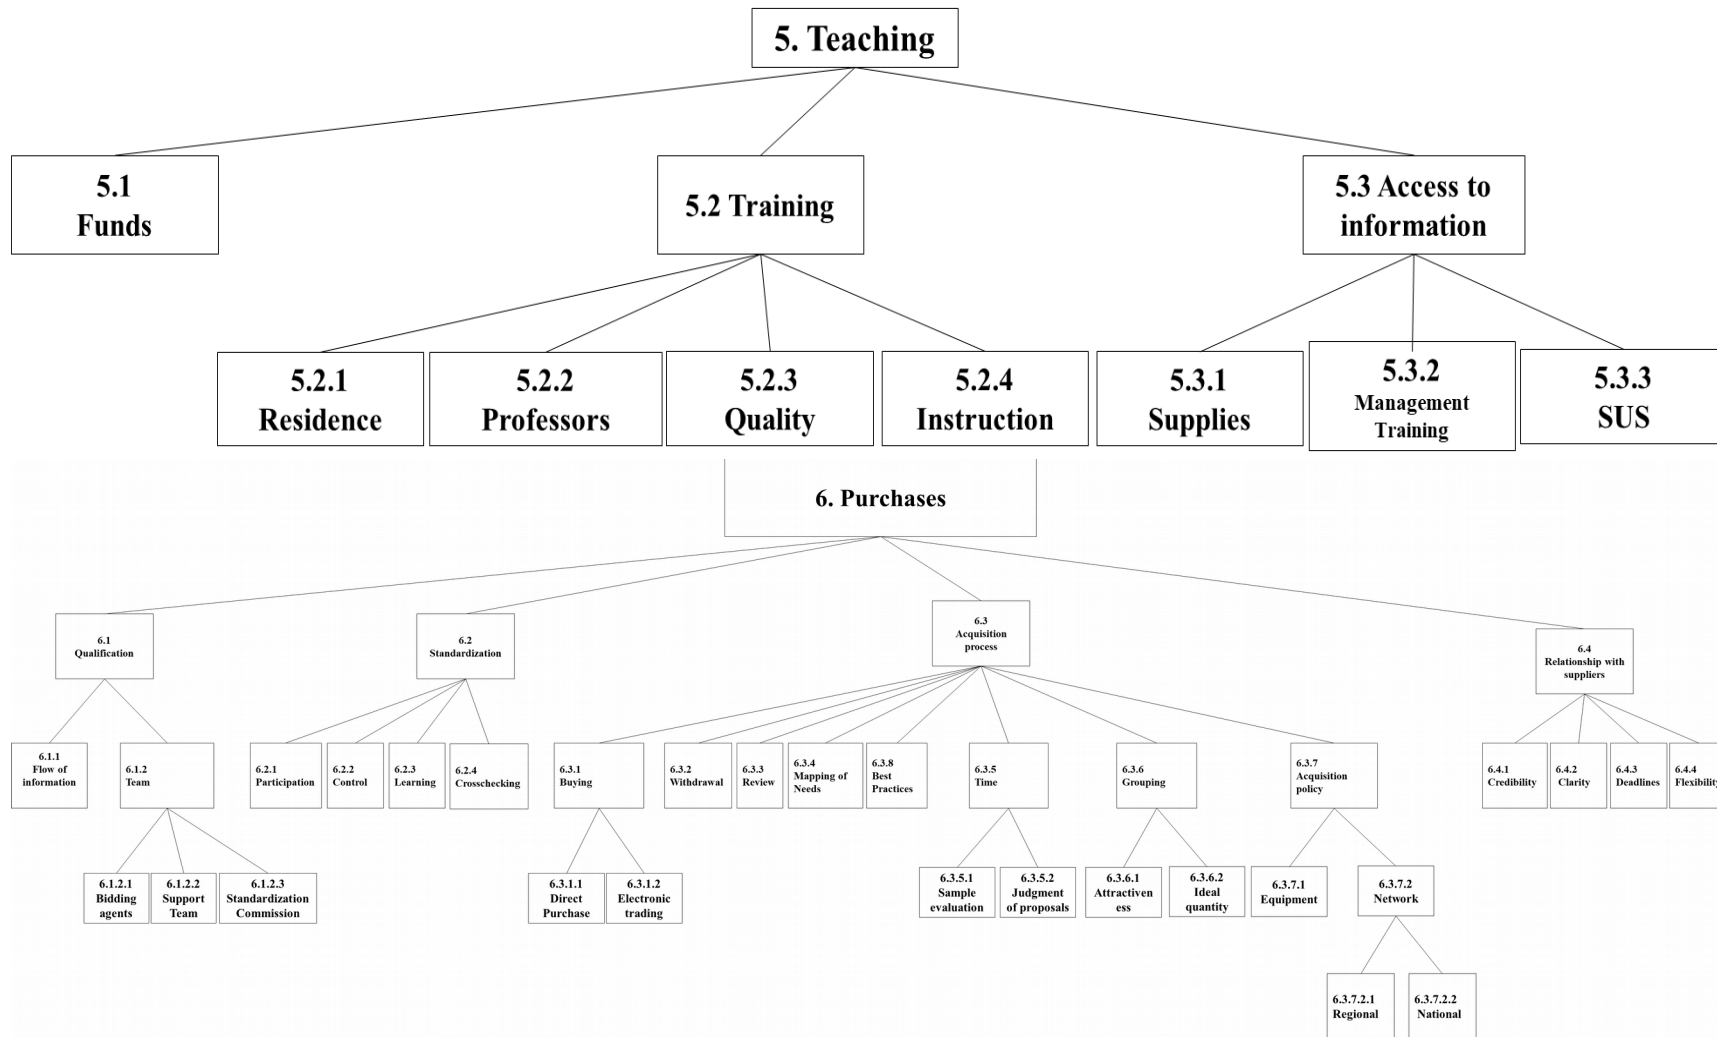 5. Teaching
5.1
Funds
5.2 Training
5.3 Access to
information
5.2.1
Residence
5.2.2
Professors
5.2.3
Quality
5.2.4
Instruction
5.3.1
Supplies
5.3.2
Management
Training
5.3.3
SUS
6. Purchases
6.1
Qualification
6.2
Standardization
6.3
Acquisition
process
6.4
Relationship with
suppliers
6.1.1
Flow of
information
6.1.2
Team
6.2.1
Participation
6.2.2
Control
6.2.3
Learning
6.2.4
Crosschecking
6.3.1
Buying
6.3.2
Withdrawal
6.3.3
Review
6.3.4
Mapping of
Needs
6.3.8
Best
Practices
6.3.5
Time
6.3.6
Grouping
6.3.7
Acquisition
policy
6.4.1
Credibility
6.4.2
Clarity
6.4.3
Deadlines
6.4.4
Flexibility
6.1.2.1
Bidding
agents
6.1.2.2
Support
Team
6.1.2.3
Standardization
Commission
6.3.1.1
Direct
Purchase
6.3.1.2
Electronic
trading
6.3.5.1
Sample
evaluation
6.3.5.2
Judgment
of proposals
6.3.6.1
Attractiven
ess
6.3.6.2
Ideal
quantity
6.3.7.1
Equipment
6.3.7.2
Network
6.3.7.2.1
Regional
6.3.7.2.2
National